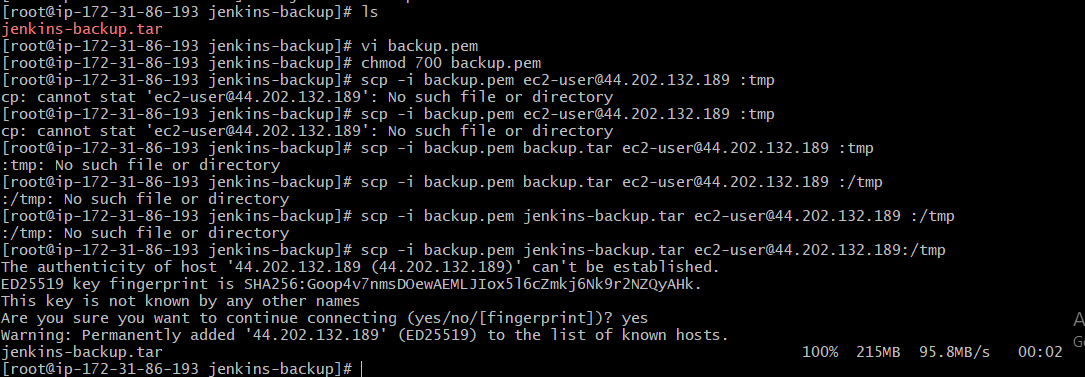 [root@ip-172-31-86-193 jenkins-backup]# ls
jenkins-backup.tar
[root@ip-172-31-86-193 jenkins-backup]# vi backup.pem
[root@ip-172-31-86-193 jenkins-backup]# chmod 700 backup.pem
[root@ip-172-31-86-193 jenkins-backup]# scp -i backup.pem ec2-user@44.202.132.189 :tmp
cp: cannot stat 'ec2-user@44.202.132.189': No such file or directory
[root@ip-172-31-86-193 jenkins-backup]# scp -i backup.pem ec2-user@44.202.132.189 :tmp
cp: cannot stat 'ec2-user@44.202.132.189': No such file or directory
[root@ip-172-31-86-193 jenkins-backup]# scp -i backup.pem backup.tar ec2-user@44.202.132.189 :tmp
:tmp: No such file or directory
[root@ip-172-31-86-193 jenkins-backup]# scp -i backup.pem backup.tar ec2-user@44.202.132.189 :/tmp
:/tmp: No such file or directory
[root@ip-172-31-86-193 jenkins-backup]# scp -i backup.pem jenkins-backup.tar ec2-user@44.202.132.189 :/tmp
:/tmp: No such file or directory
[root@ip-172-31-86-193 jenkins-backup]# scp -i backup.pem jenkins-backup.tar ec2-user@44.202.132.189:/tmp
The authenticity of host '44.202.132.189 (44.202.132.189)' can't be established.
ED25519 key fingerprint is SHA256:Goop4v7nmsDOewAEMLJIox5l6cZmkj6Nk9r2NZQyAHk.
This key is not known by any other names
Are you sure you want to continue connecting (yes/no/[fingerprint])? yes
Warning: Permanently added '44.202.132.189' (ED25519) to the list of known hosts.
jenkins-backup.tar 100% 215MB 95.8MB/s 00:02
[root@ip-172-31-86-193 jenkins-backup]#